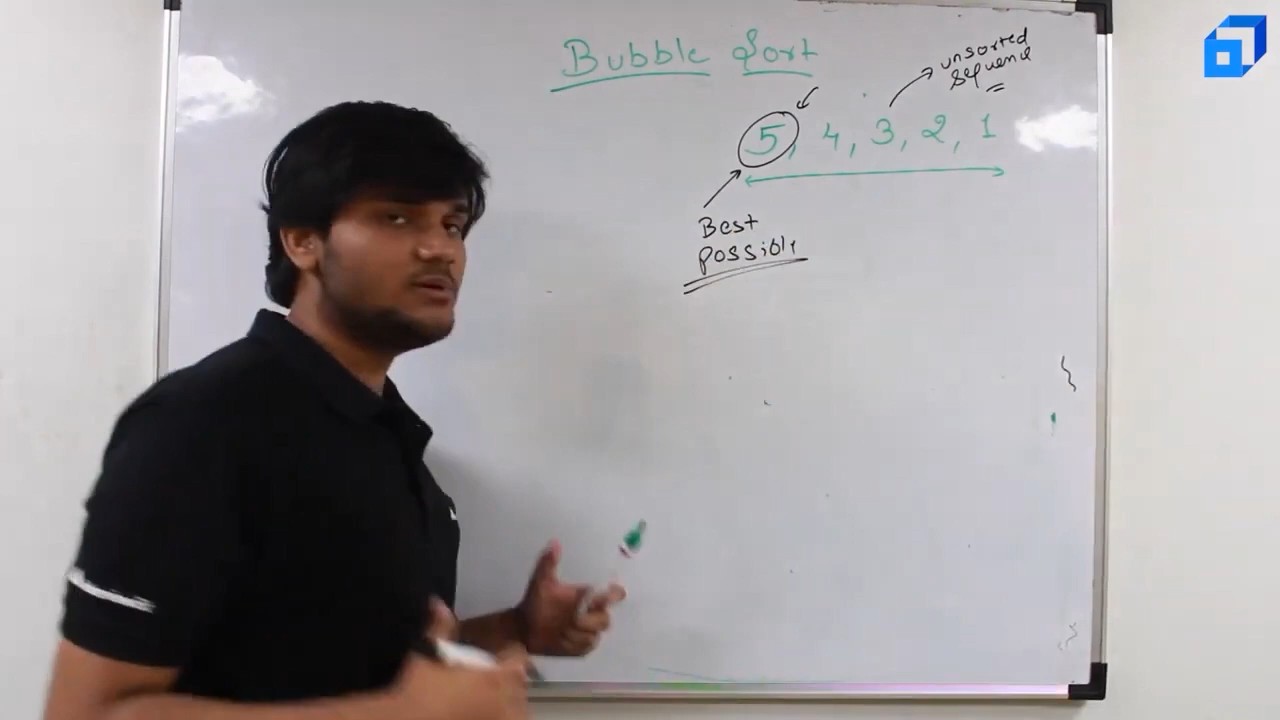 Bubble Sort
unsorted
sequence
5, 4, 3, 2, 1
Best
possible